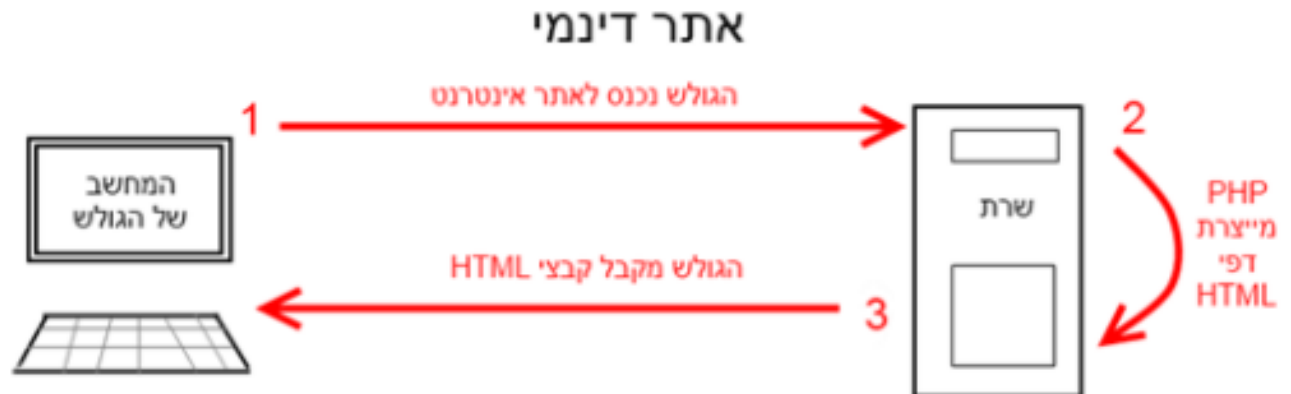 אתר דינמי
1
הגולש נכנס לאתר אינטרנט
2
המחשב
של הגולש
שרת
PHP
מייצרת
דפי
HTML
הגולש מקבל קבצי HTML
3